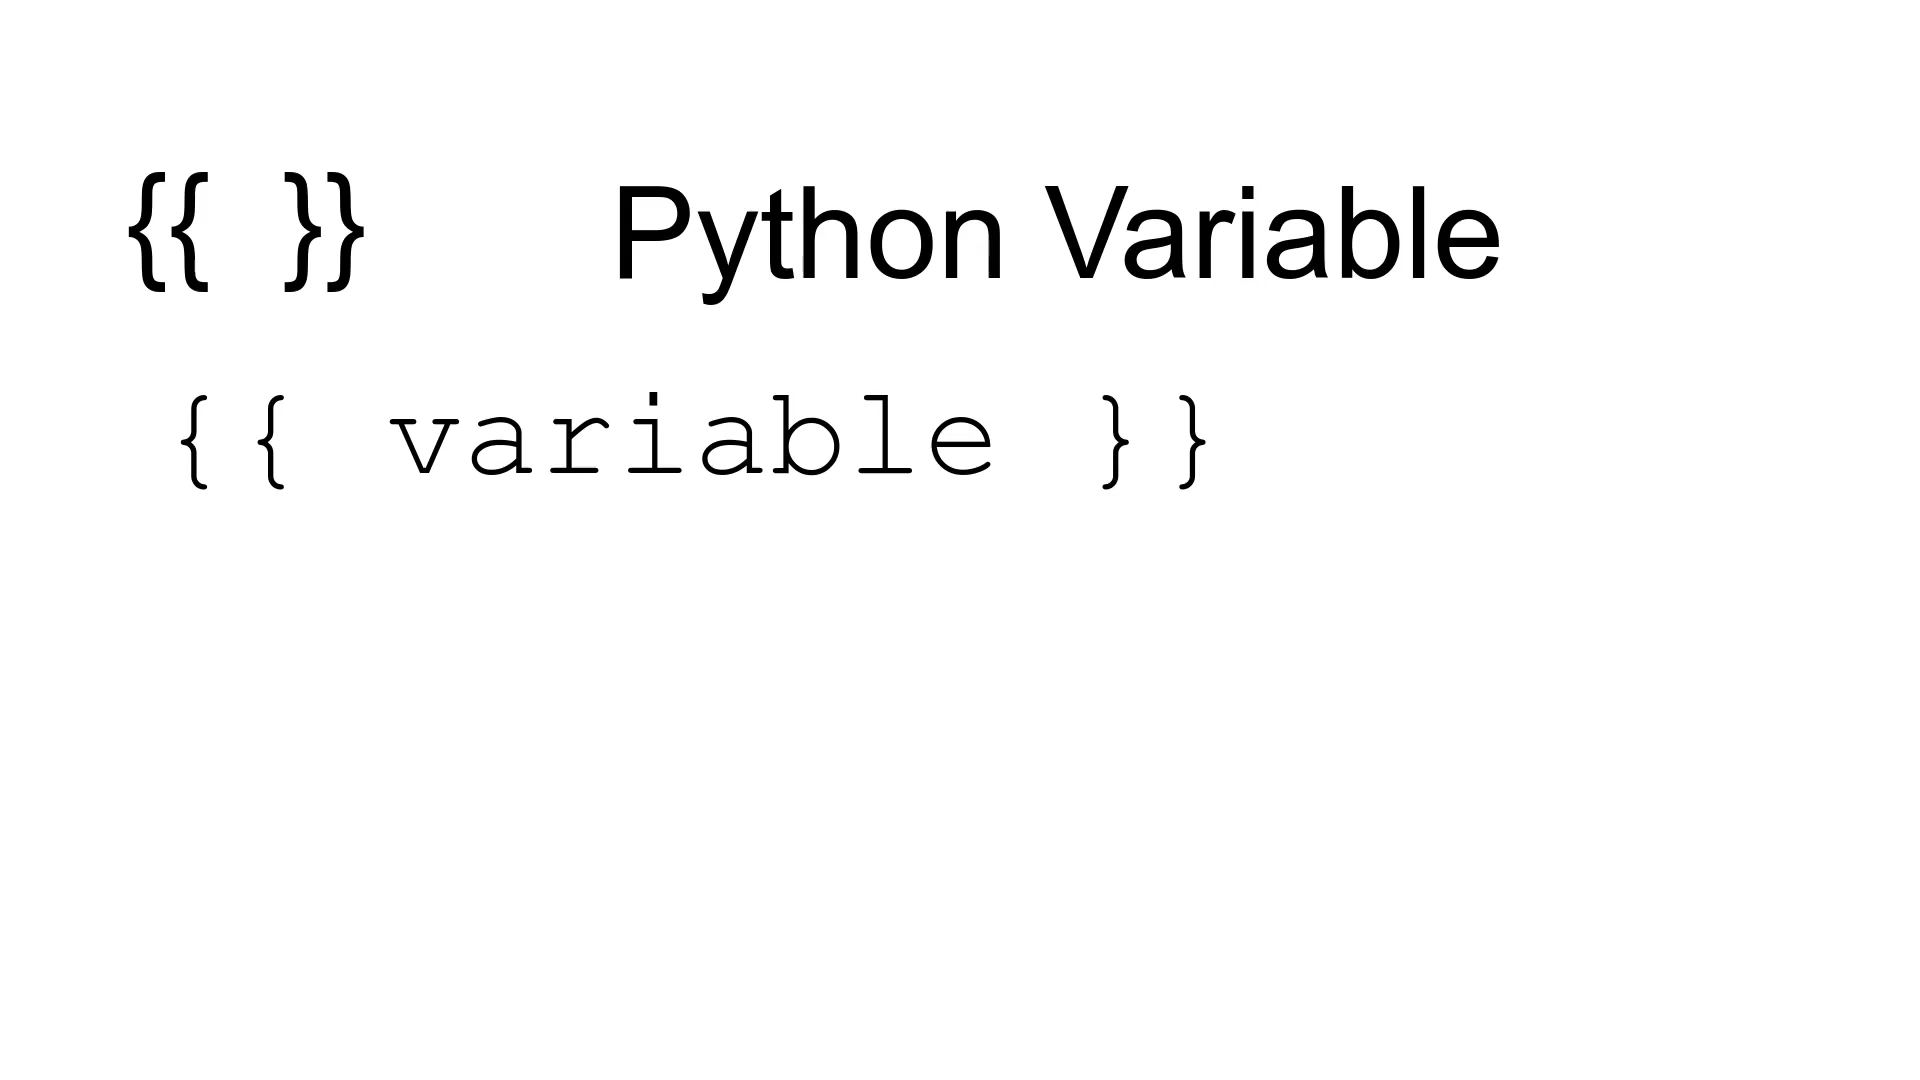 {{ }} Python Variable
{{ variable }}